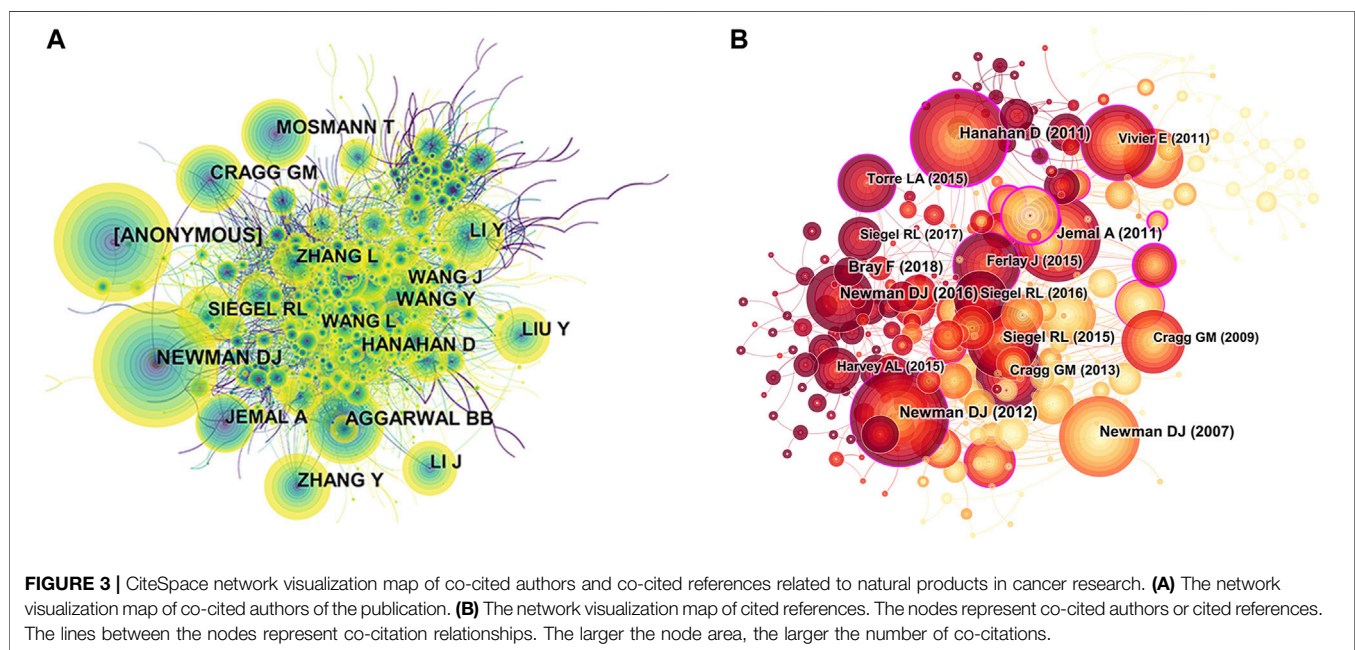 A
MOSMANN T
CRAGG GM
[ANONYMOUS]
LI Y
ZHANG L
WANG J
WANG Y
SIEGEL RL
WANG L
LIU Y
HANAHAN D
NEWMAN DJ
JEMAL A
AGGARWAL BB
LI J
ZHANG Y
B
Hanahan D (2011)
Vivier E (2011)
Torre LA (2015)
Siegel RL (2017)
Jemal A (2011)
Bray F (2018)
Ferlay J (2015)
Newman DJ (2016)
Siegel RL (2016)
Siegel RL (2015)
Cragg GM (2009)
Harvey AL (2015)
Cragg GM (2013)
Newman DJ (2012)
Newman DJ (2007)
FIGURE 3 | CiteSpace network visualization map of co-cited authors and co-cited references related to natural products in cancer research. (A) The network
visualization map of co-cited authors of the publication. (B) The network visualization map of cited references. The nodes represent co-cited authors or cited references.
The lines between the nodes represent co-citation relationships. The larger the node area, the larger the number of co-citations.